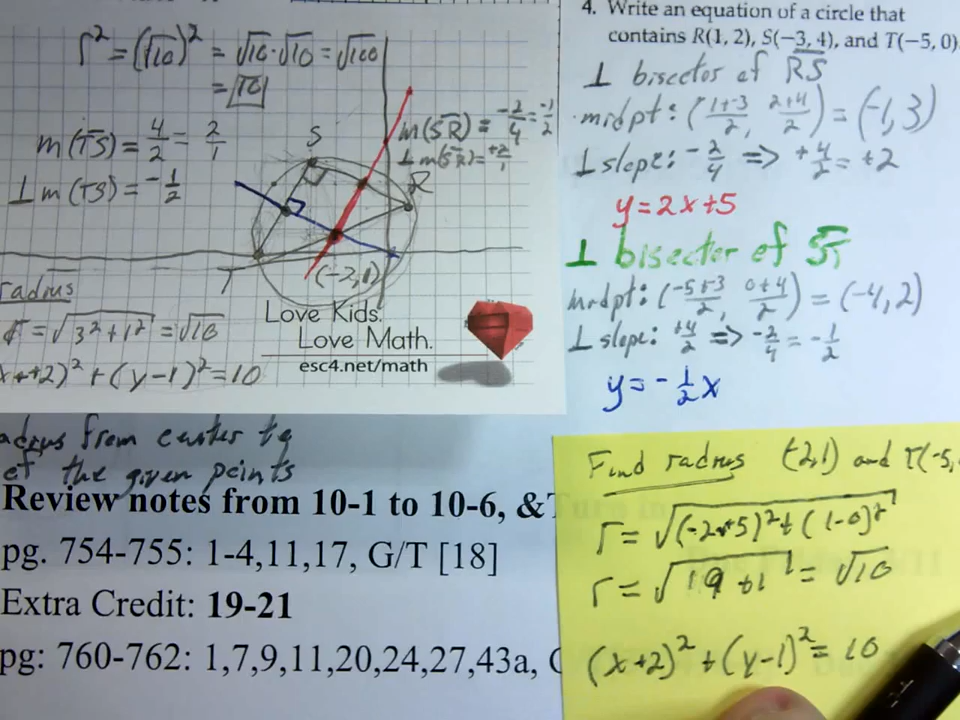 r² = (√10)² = √10 · √10 = √100
= 10
m(TS) = 4/2 = 2/1
⊥ m(TS) = -1/2
m(SR) = -2/4 = -1/2
⊥ m(SR) = +2/1
S
R
T
(-2,1)
radius
= √3²+1² = √10
+2)² + (y-1)² = 10
Love Kids.
Love Math.
esc4.net/math
4. Write an equation of a circle that
contains R(1, 2), S(−3, 4), and T(−5, 0)
⊥ bisector of RS
midpt: (1+-3/2, 2+4/2) = (-1,3)
⊥ slope: -2/4 => +4/2 = +2
y=2x+5
⊥ bisector of ST
midpt: (-5+-3/2, 0+4/2) = (-4,2)
⊥ slope: +4/2 => -2/4 = -1/2
y = -1/2x
from center to
of the given points
Review notes from 10-1 to 10-6, &
pg. 754-755: 1-4,11,17, G/T [18]
Extra Credit: 19-21
pg: 760-762: 1,7,9,11,20,24,27,43a,
Find radius (-2,1) and T(-5,
r = √(-2+5)² + (1-0)²
r = √9+1 = √10
(x+2)² + (y-1)² = 10